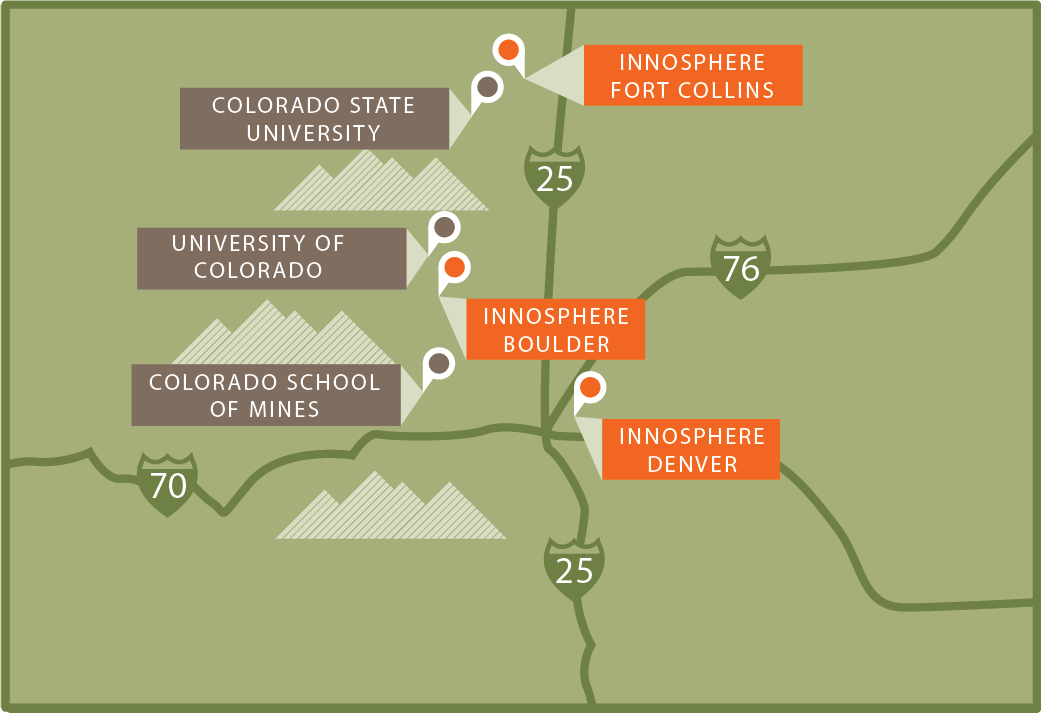 INNOSPHERE
FORT COLLINS
COLORADO STATE
UNIVERSITY
25
UNIVERSITY OF
COLORADO
76
INNOSPHERE
BOULDER
COLORADO SCHOOL
OF MINES
INNOSPHERE
DENVER
70
25